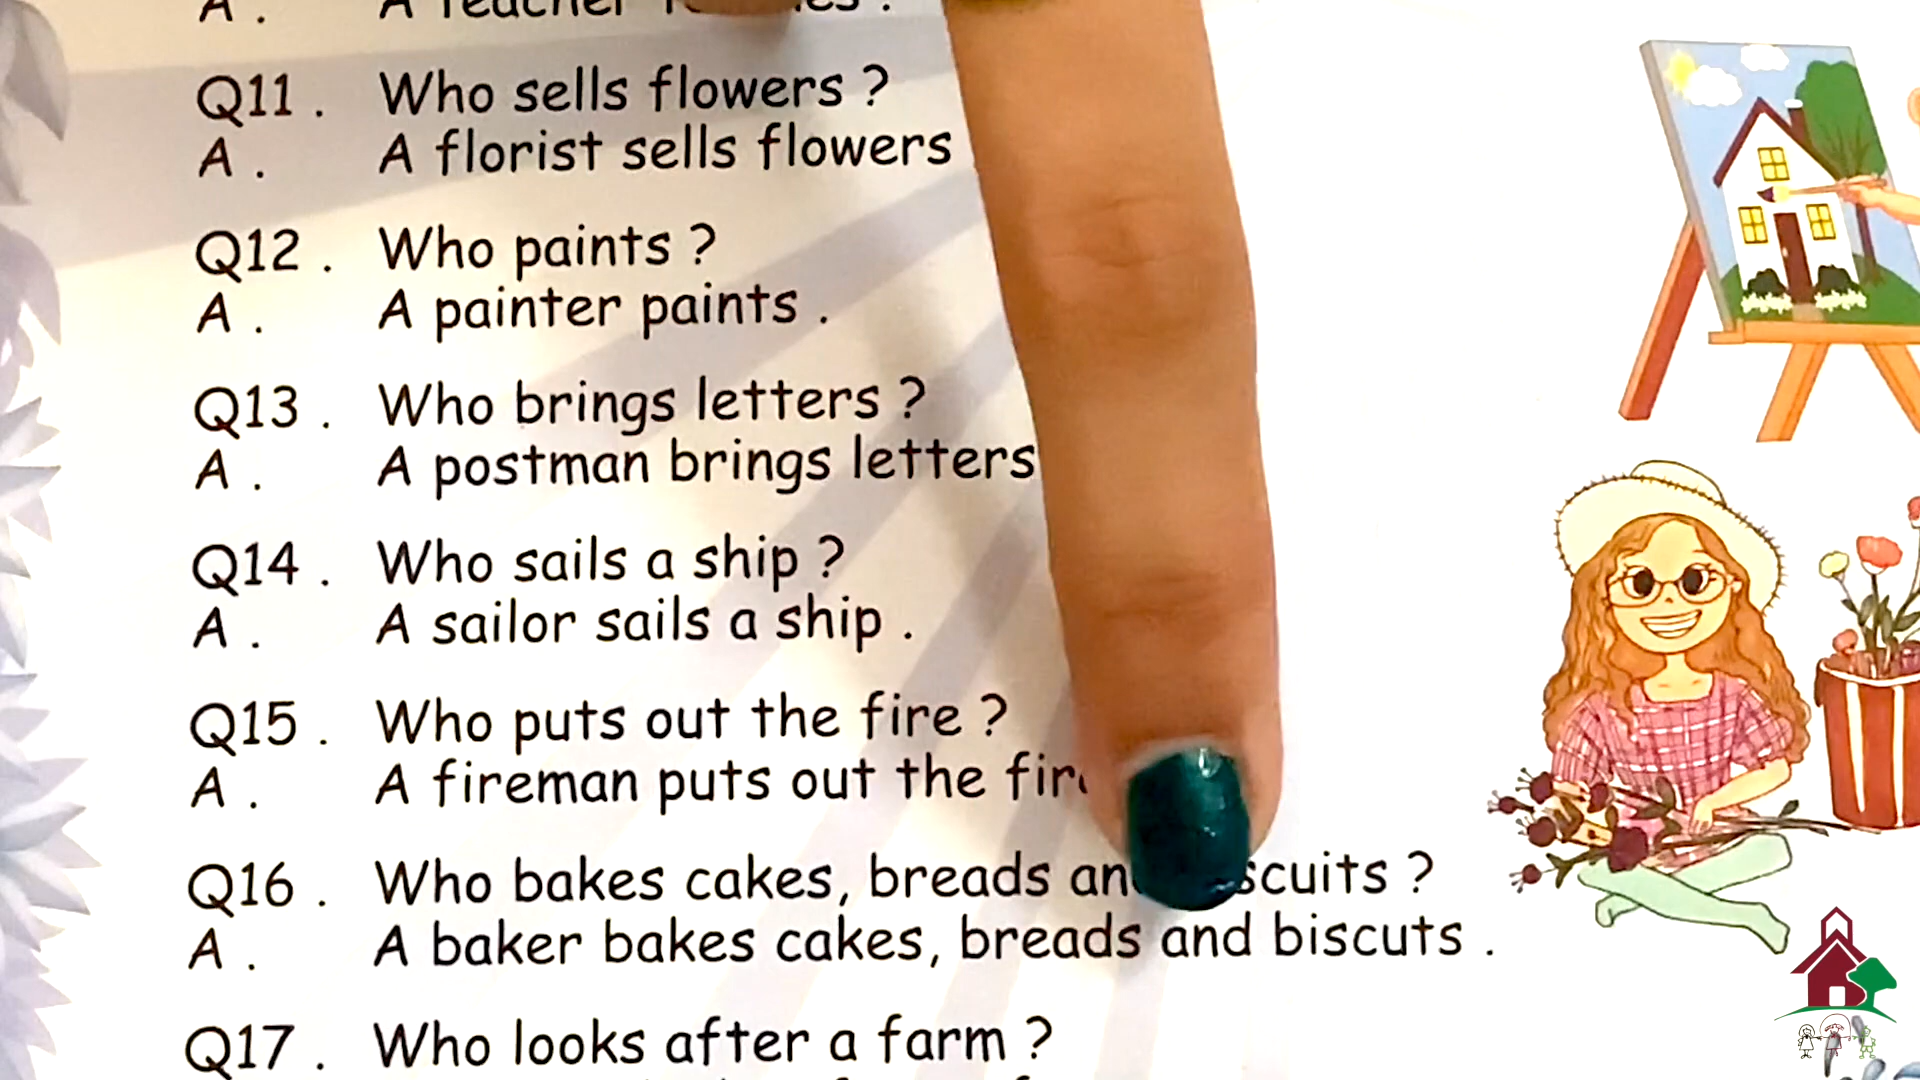 A . A Teacher
Q11 . Who sells flowers ?
A . A florist sells flowers
Q12 . Who paints ?
A . A painter paints .
Q13 . Who brings letters ?
A . A postman brings letters
Q14 . Who sails a ship ?
A . A sailor sails a ship .
Q15 . Who puts out the fire ?
A . A fireman puts out the
Q16 . Who bakes cakes, breads ?
A . A baker bakes cakes, breads and biscuts .
Q17 . Who looks after a farm ?